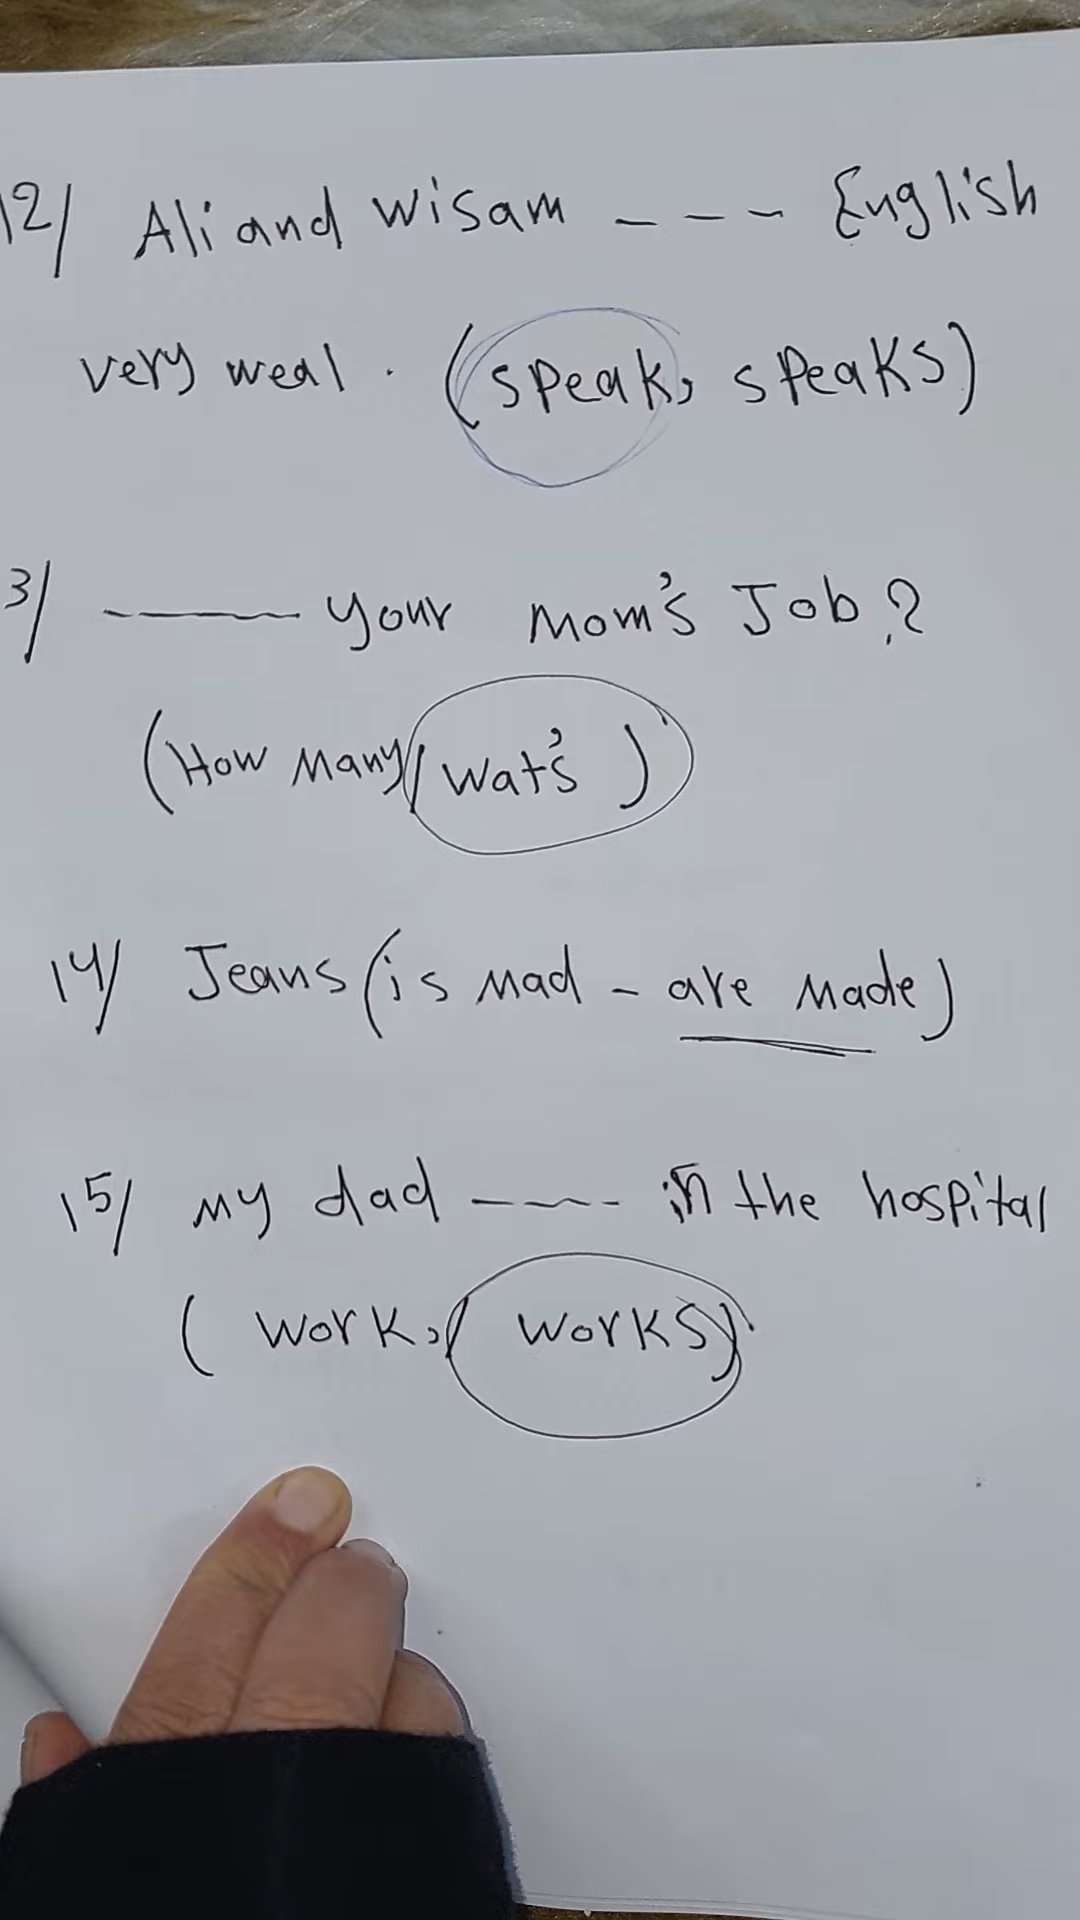 12/ Ali and Wisam - - - English
very weal. (speak, speaks)
3/ ——— your mom's Job?
(How many/ wat's)
14/ Jeans (is mad - are made)
15/ my dad ---- in the hospital
(work, works)